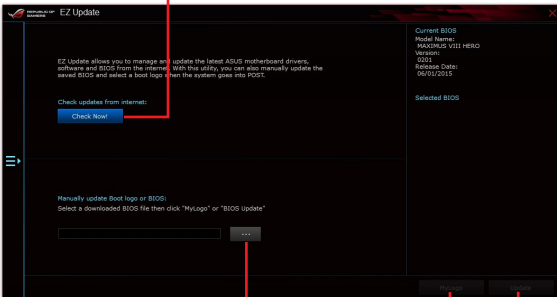 REPUBLIC OF
GAMERS
EZ Update
Current BIOS
Model Name:
MAXIMUS VIII HERO
Version:
0201
Release Date:
06/01/2015
EZ Update allows you to manage and update the latest ASUS motherboard drivers,
software and BIOS from the internet. With this utility, you can also manually update the
saved BIOS and select a boot logo when the system goes into POST.
Selected BIOS
Check updates from internet:
Check Now!
Manually update Boot logo or BIOS:
Select a downloaded BIOS file then click "MyLogo" or "BIOS Update"
...
MyLogo
Update